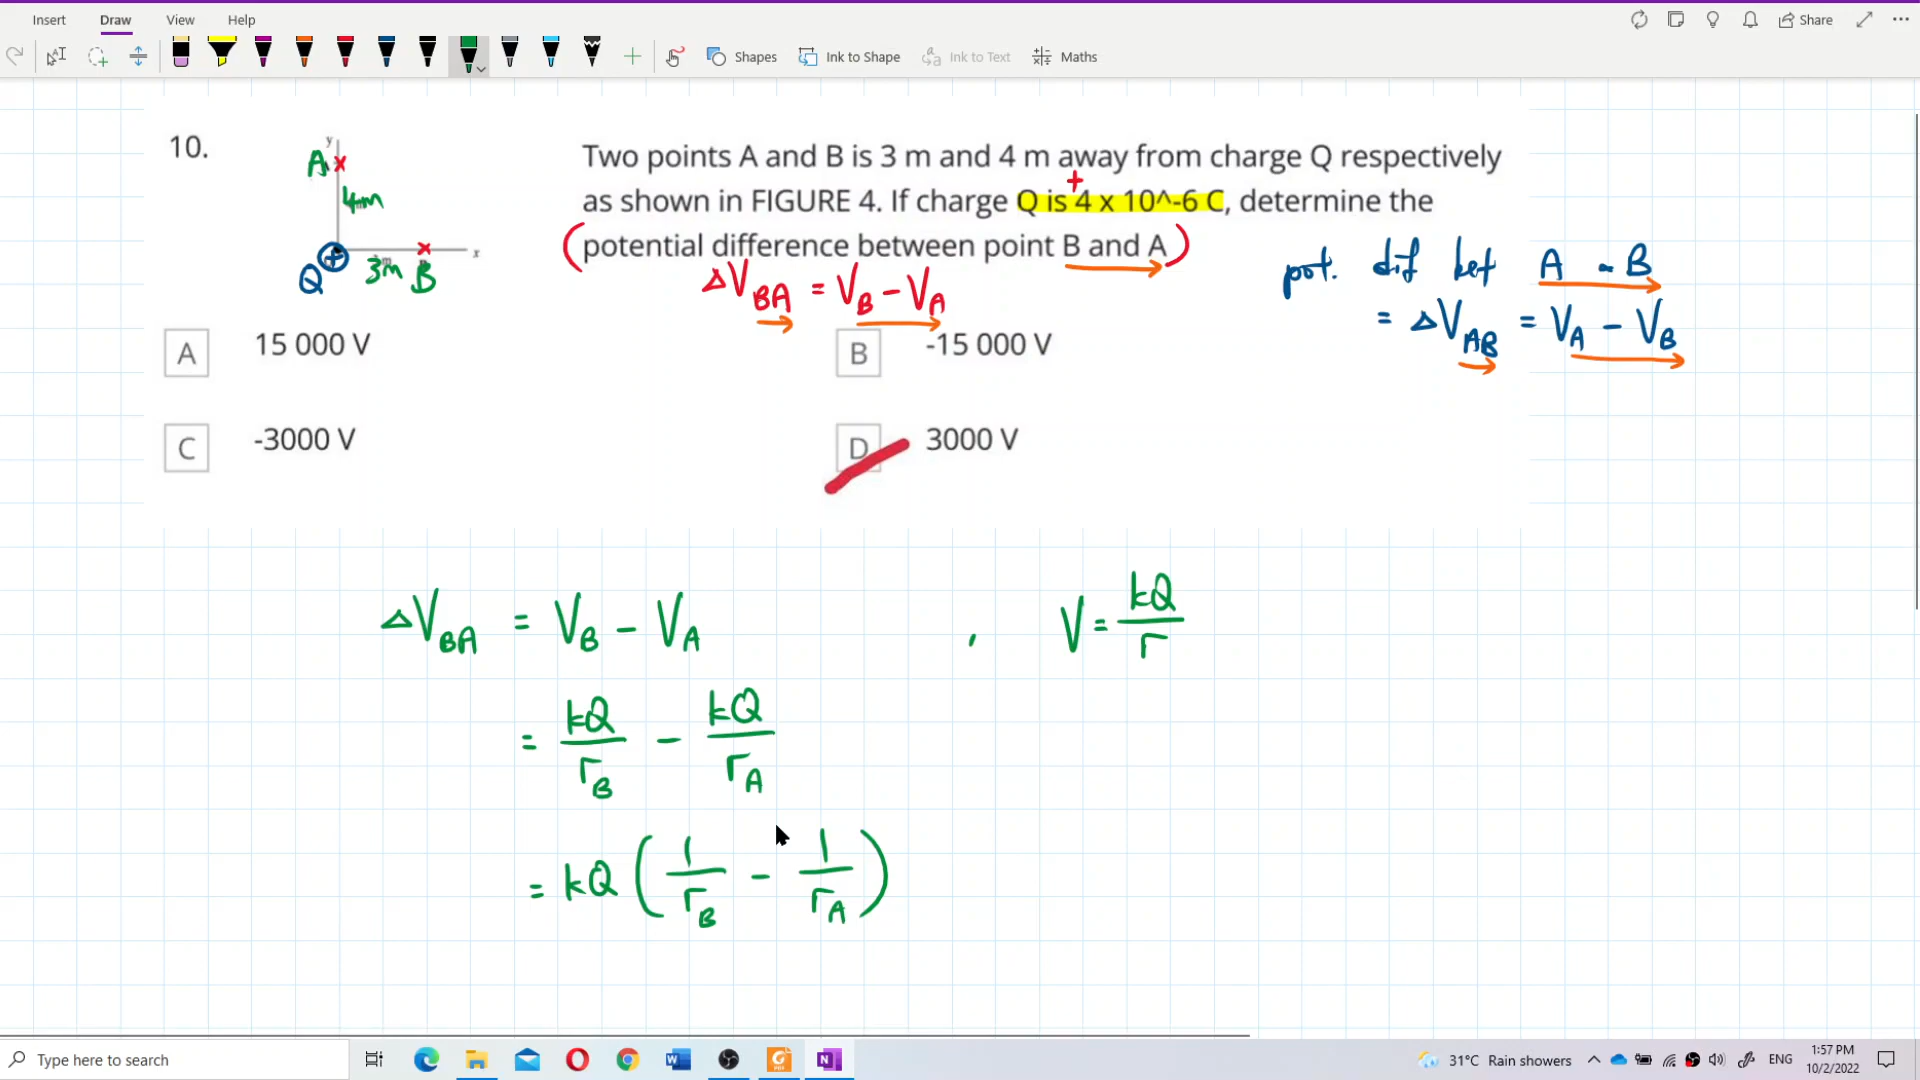 Insert Draw View Help
Share
Shapes Ink to Shape Ink to Text Maths
10.
y
A
4m
Q
3m B
x
Two points A and B is 3 m and 4 m away from charge Q respectively
+
as shown in FIGURE 4. If charge Q is 4 x 10^-6 C, determine the
(potential difference between point B and A)
ΔV_BA = V_B - V_A
pot. dif bet A - B
= ΔV_AB = V_A - V_B
A 15 000 V
B -15 000 V
C -3000 V
D 3000 V
ΔV_BA = V_B - V_A , V = kQ/r
= kQ/r_B - kQ/r_A
= kQ (1/r_B - 1/r_A)
Type here to search
31°C Rain showers
ENG
1:57 PM
10/2/2022